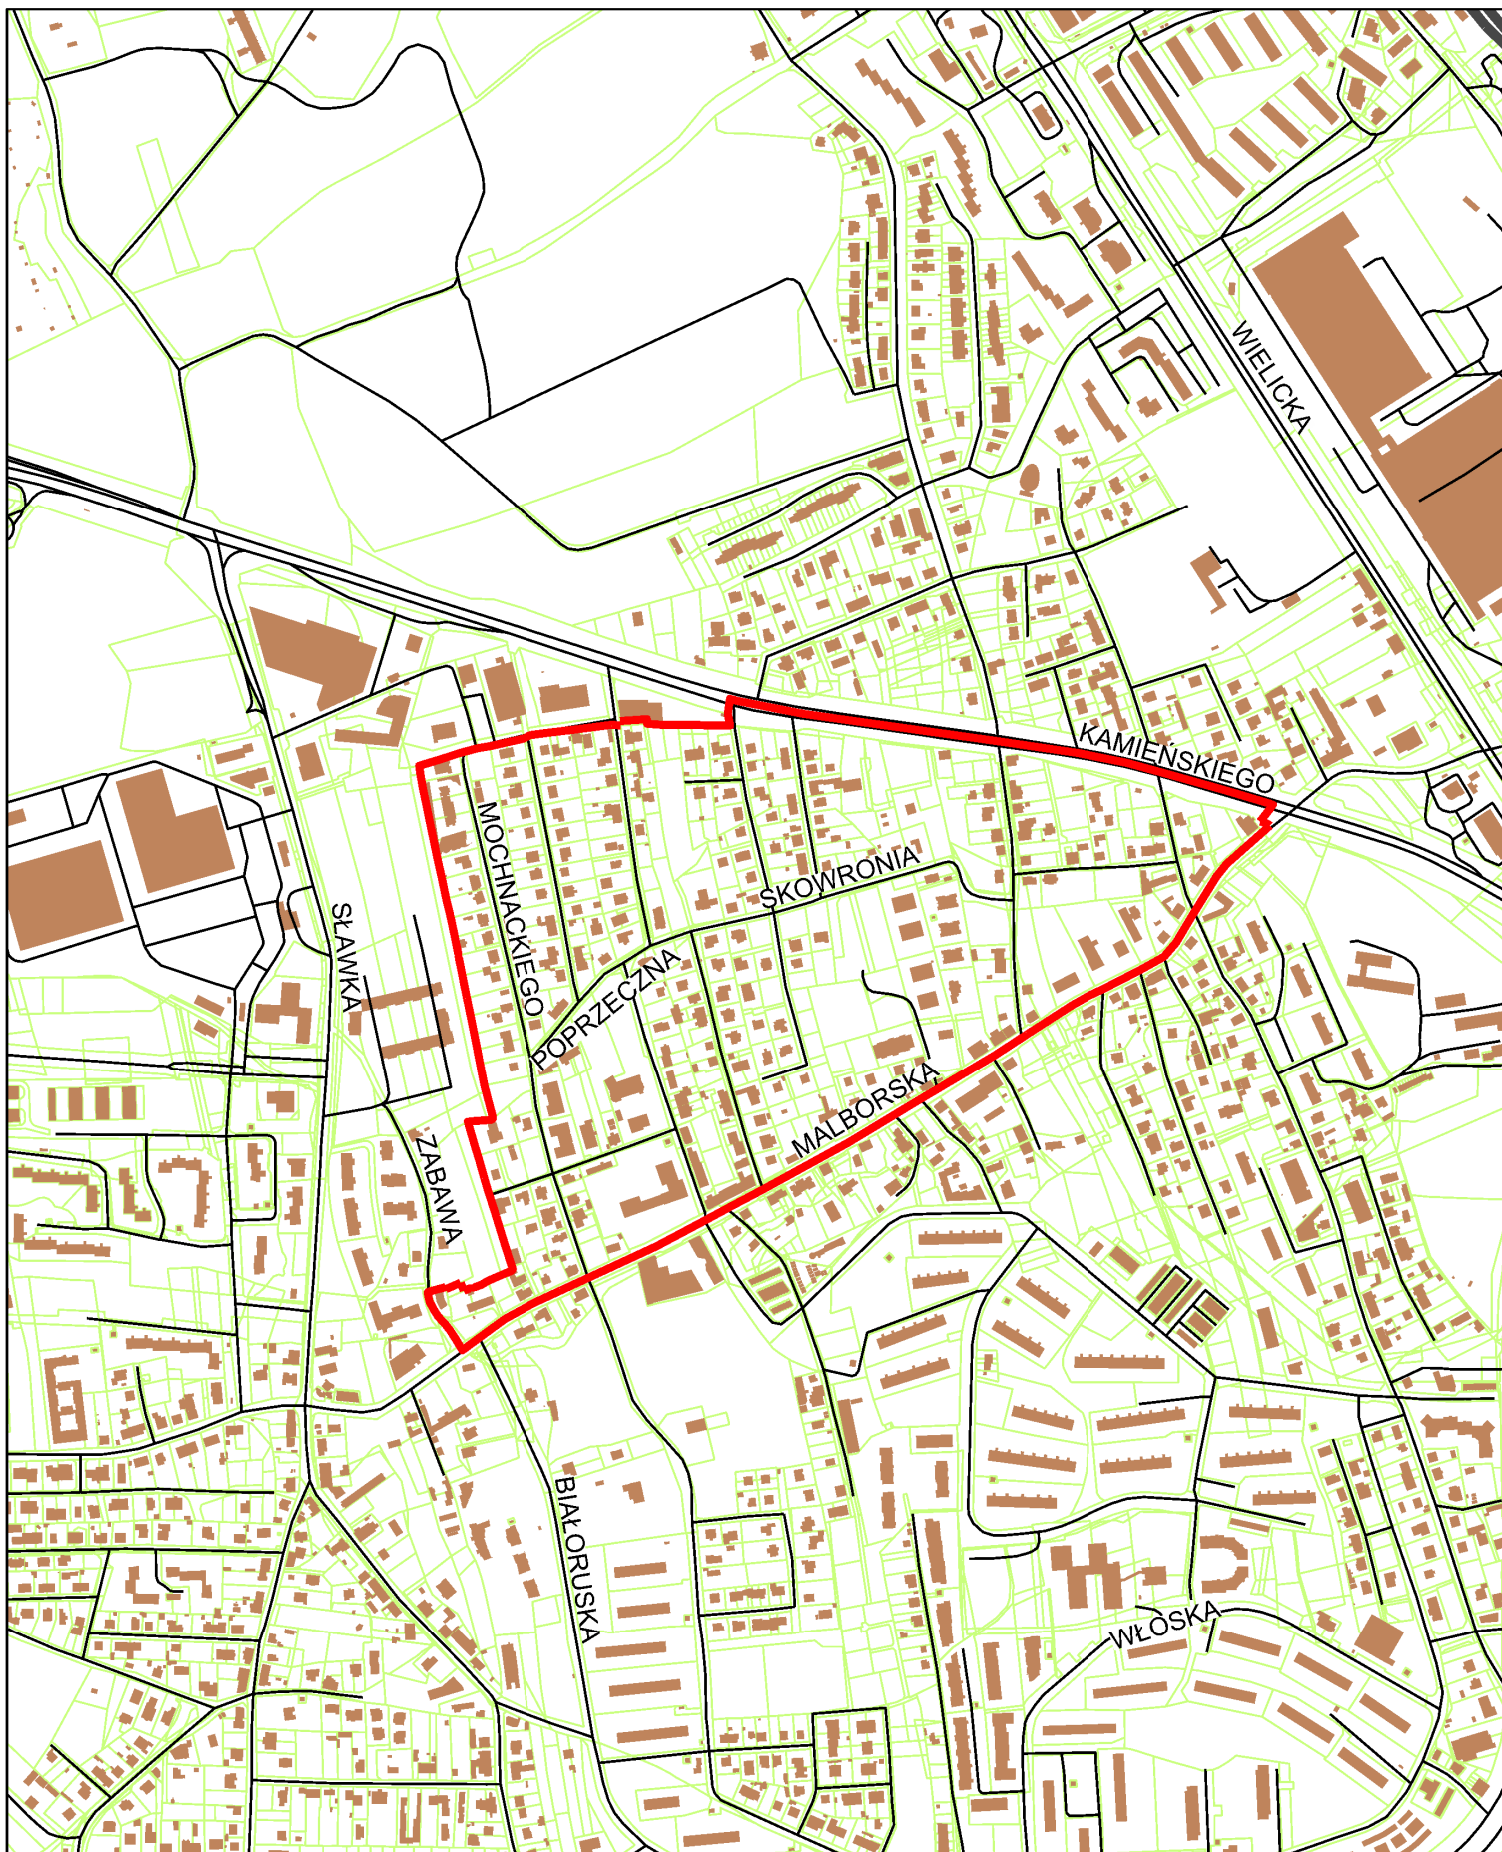 WIELICKA
KAMIEŃSKIEGO
MOCHNACKIEGO
SKOWRONIA
SŁAWKA
POPRZECZNA
MALBORSKA
ZABAWA
BIAŁORUSKA
WŁOSKA